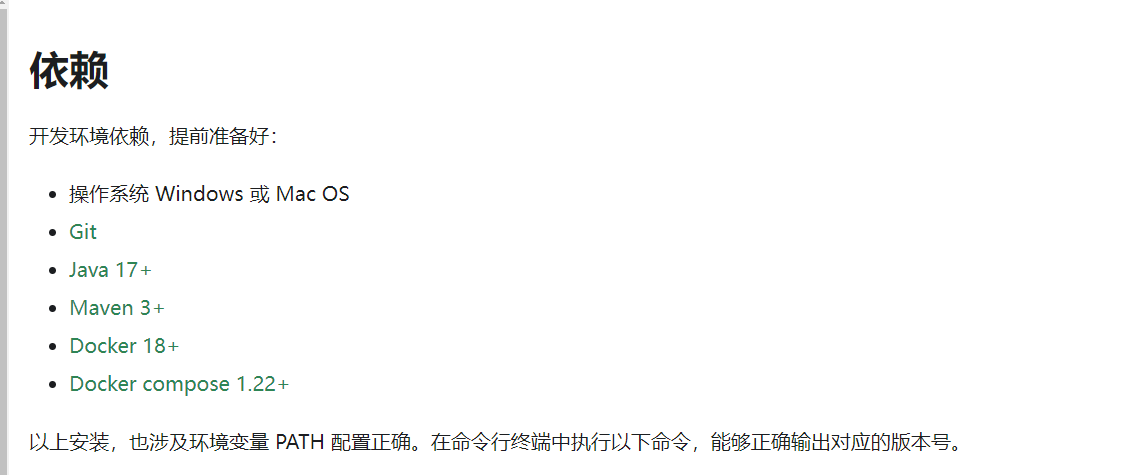 依赖
开发环境依赖，提前准备好：
操作系统 Windows 或 Mac OS
Git
Java 17+
Maven 3+
Docker 18+
Docker compose 1.22+
以上安装，也涉及环境变量 PATH 配置正确。在命令行终端中执行以下命令，能够正确输出对应的版本号。